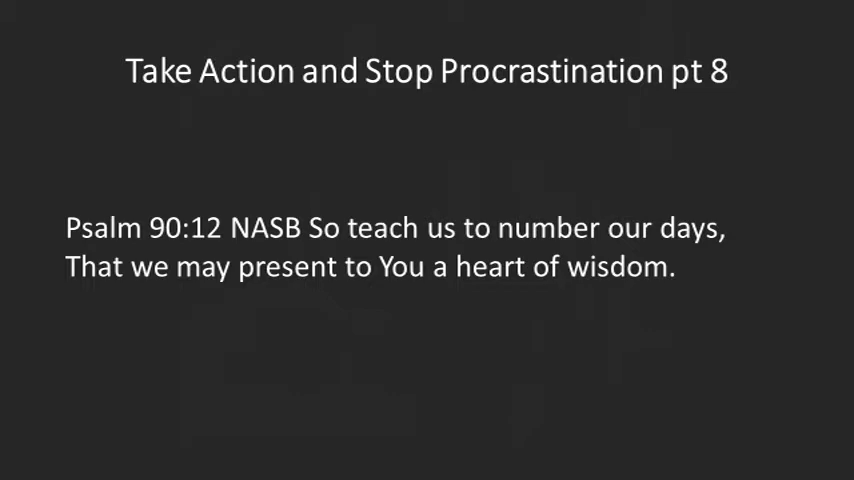 Take Action and Stop Procrastination pt 8
Psalm 90:12 NASB So teach us to number our days,
That we may present to You a heart of wisdom.